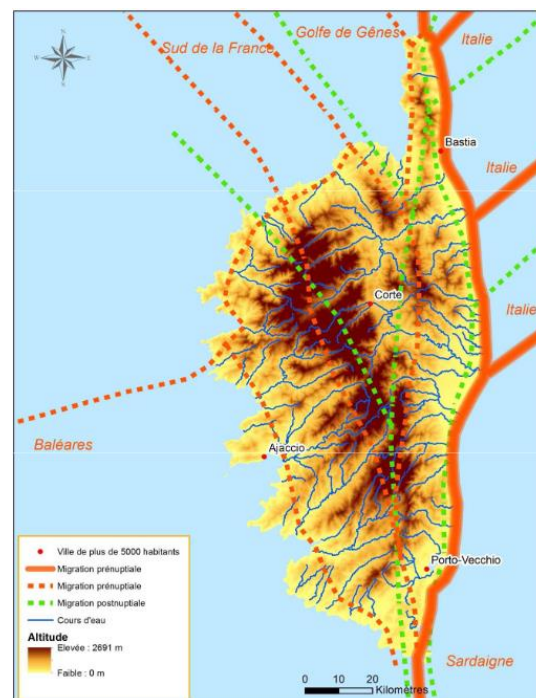 Sud de la France
Golfe de Gênes
Italie
N
W
E
S
Bastia
Italie
Corte
Italie
Baléares
Ajaccio
Porto-Vecchio
Sardaigne
Ville de plus de 5000 habitants
Migration prénuptiale
Migration prénuptiale
Migration postnuptiale
Cours d'eau
Altitude
Elevée : 2691 m
Faible : 0 m
0 10 20
Kilomètres